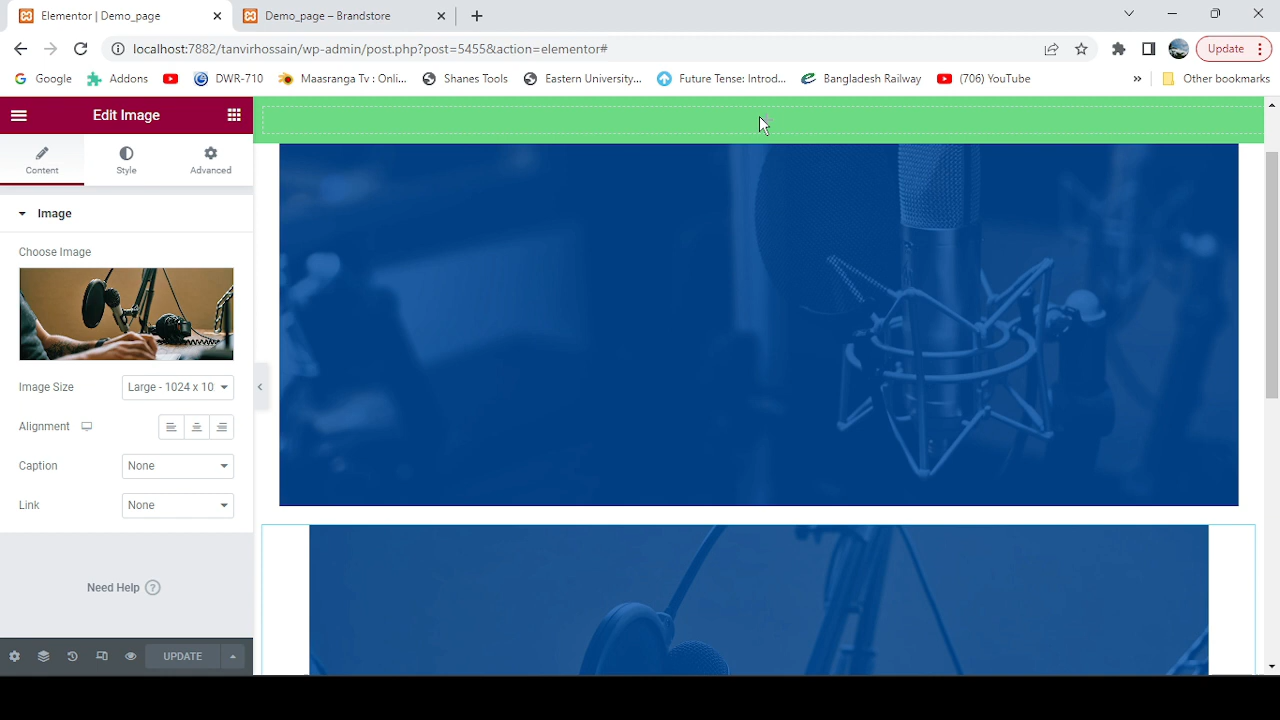 Elementor | Demo_page
Demo_page – Brandstore
localhost:7882/tanvirhossain/wp-admin/post.php?post=5455&action=elementor#
Update
Google
Addons
DWR-710
Maasranga Tv : Onli...
Shanes Tools
Eastern University...
Future Tense: Introd...
Bangladesh Railway
(706) YouTube
»
Other bookmarks
Edit Image
Content
Style
Advanced
Image
Choose Image
Image Size
Large - 1024 x 10
Alignment
Caption
None
Link
None
Need Help ?
UPDATE